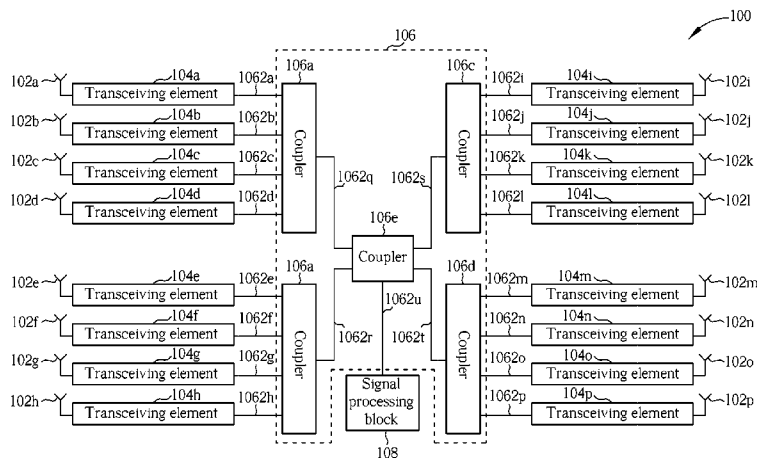 100
106
106a
106c
102a 104a 1062a 1062i 104i 102i
Transceiving element Transceiving element
102b 104b 1062b 1062j 104j 102j
Transceiving element Transceiving element
102c 104c 1062c Coupler Coupler 1062k 104k 102k
Transceiving element Transceiving element
102d 104d 1062d 1062q 1062s 1062l 104l 102l
Transceiving element Transceiving element
106e
Coupler
106a 106d
102e 104e 1062e 1062u 1062m 104m 102m
Transceiving element Transceiving element
102f 104f 1062f 1062r 1062t 1062n 104n 102n
Transceiving element Transceiving element
102g 104g 1062g Coupler Coupler 1062o 104o 102o
Transceiving element Transceiving element
102h 104h 1062h 1062p 104p 102p
Transceiving element Transceiving element
Signal
processing
block
108